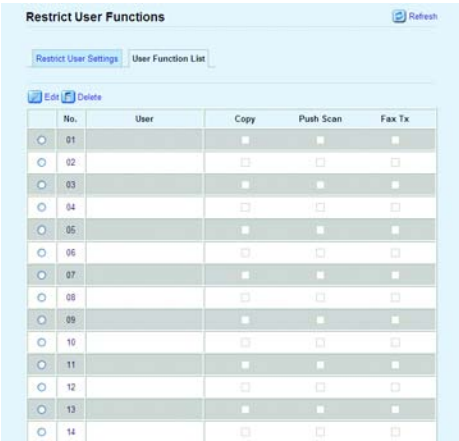 Restrict User Functions
Refresh
Restrict User Settings User Function List
Edit Delete
No. User Copy Push Scan Fax Tx
01
02
03
04
05
06
07
08
09
10
11
12
13
14